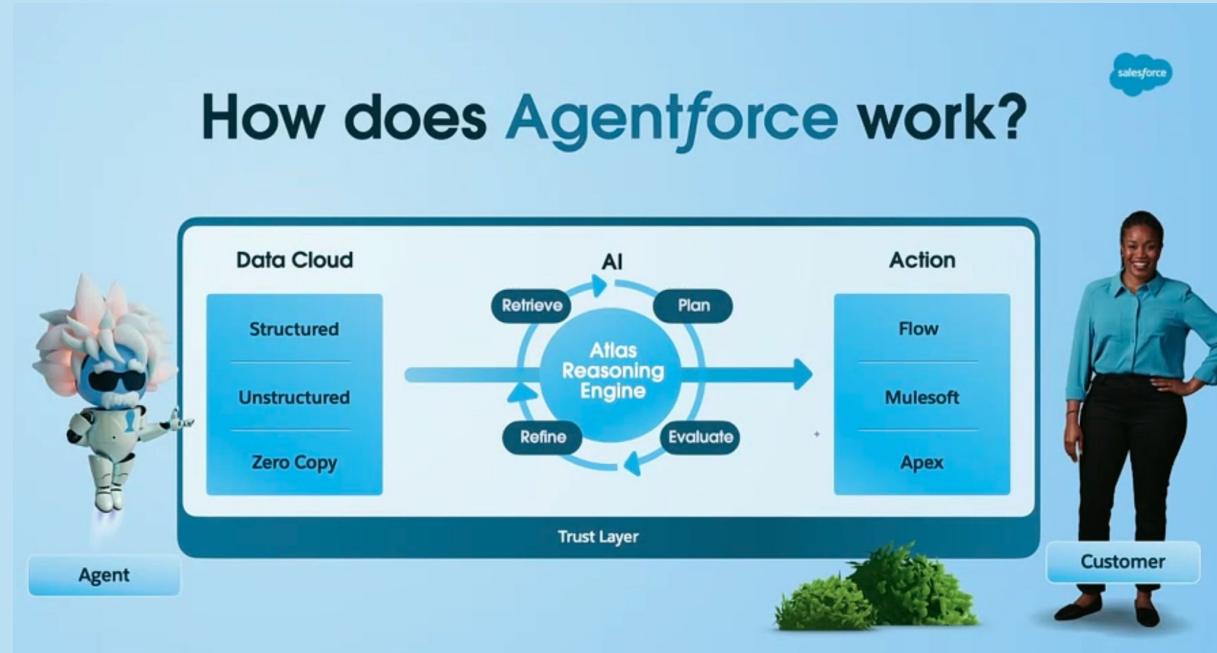 salesforce
How does Agentforce work?
Data Cloud
Structured
Unstructured
Zero Copy
AI
Retrieve
Plan
Atlas
Reasoning
Engine
Refine
Evaluate
Action
Flow
Mulesoft
Apex
Trust Layer
Agent
Customer